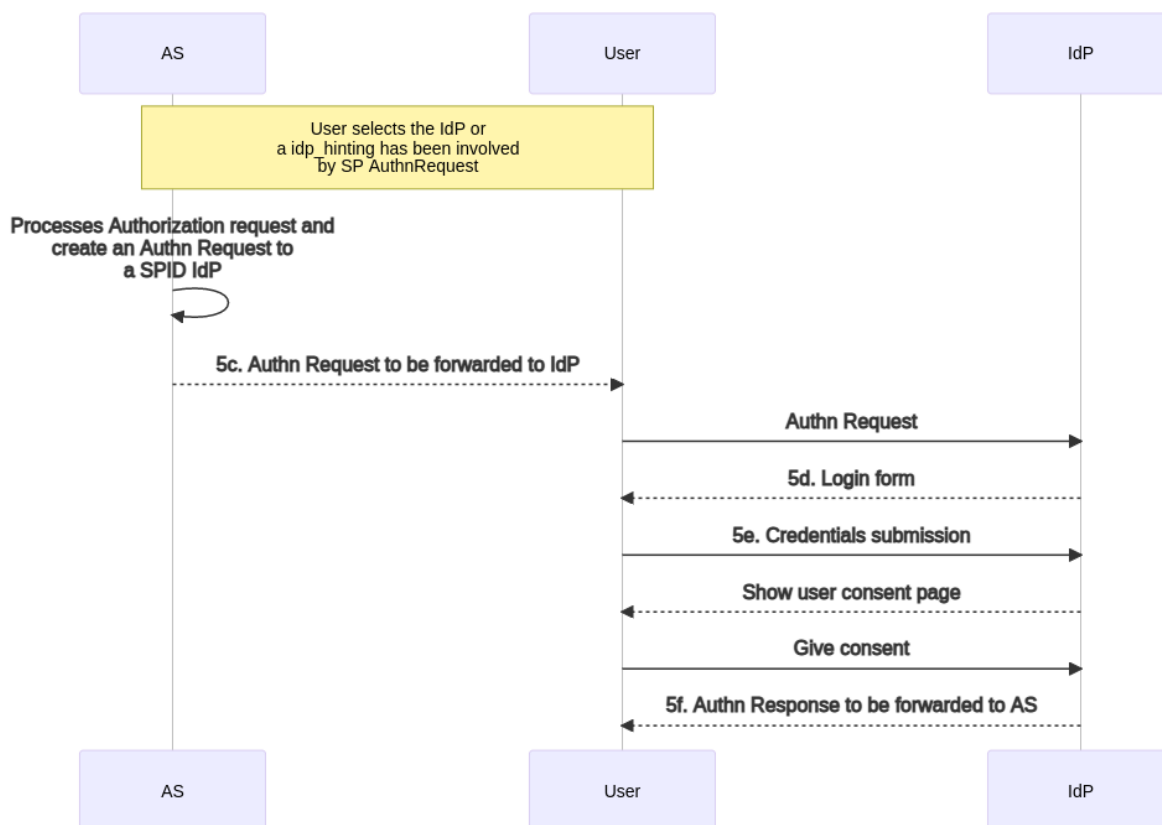 AS
User
IdP
User selects the IdP or
a idp_hinting has been involved
by SP AuthnRequest
Processes Authorization request and
create an Authn Request to
a SPID IdP
5c. Authn Request to be forwarded to IdP
Authn Request
5d. Login form
5e. Credentials submission
Show user consent page
Give consent
5f. Authn Response to be forwarded to AS
AS
User
IdP